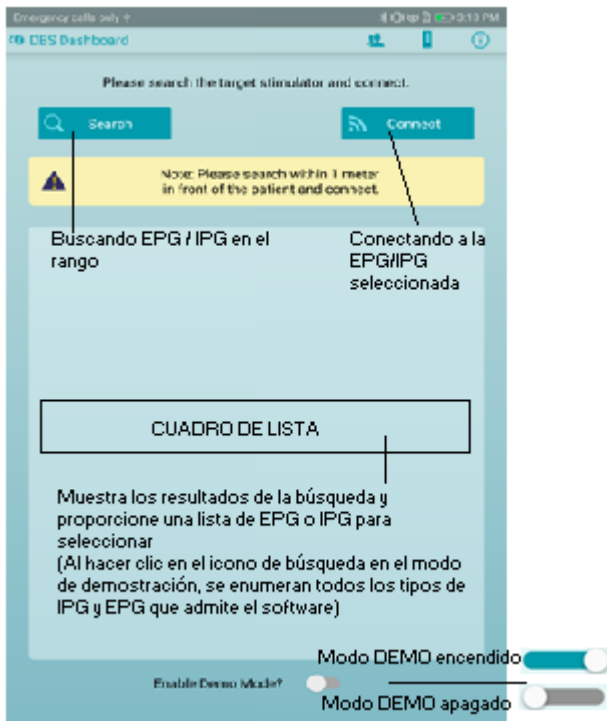 Emergency calls only
3:13 PM
DBS Dashboard
Please search the target stimulator and connect.
Search
Connect
Note: Please search within 1 meter
in front of the patient and connect.
Buscando EPG / IPG en el
rango
Conectando a la
EPG/IPG
seleccionada
CUADRO DE LISTA
Muestra los resultados de la búsqueda y
proporcione una lista de EPG o IPG para
seleccionar
(Al hacer clic en el icono de búsqueda en el modo
de demostración, se enumeran todos los tipos de
IPG y EPG que admite el software)
Modo DEMO encendido
Enable Demo Mode?
Modo DEMO apagado